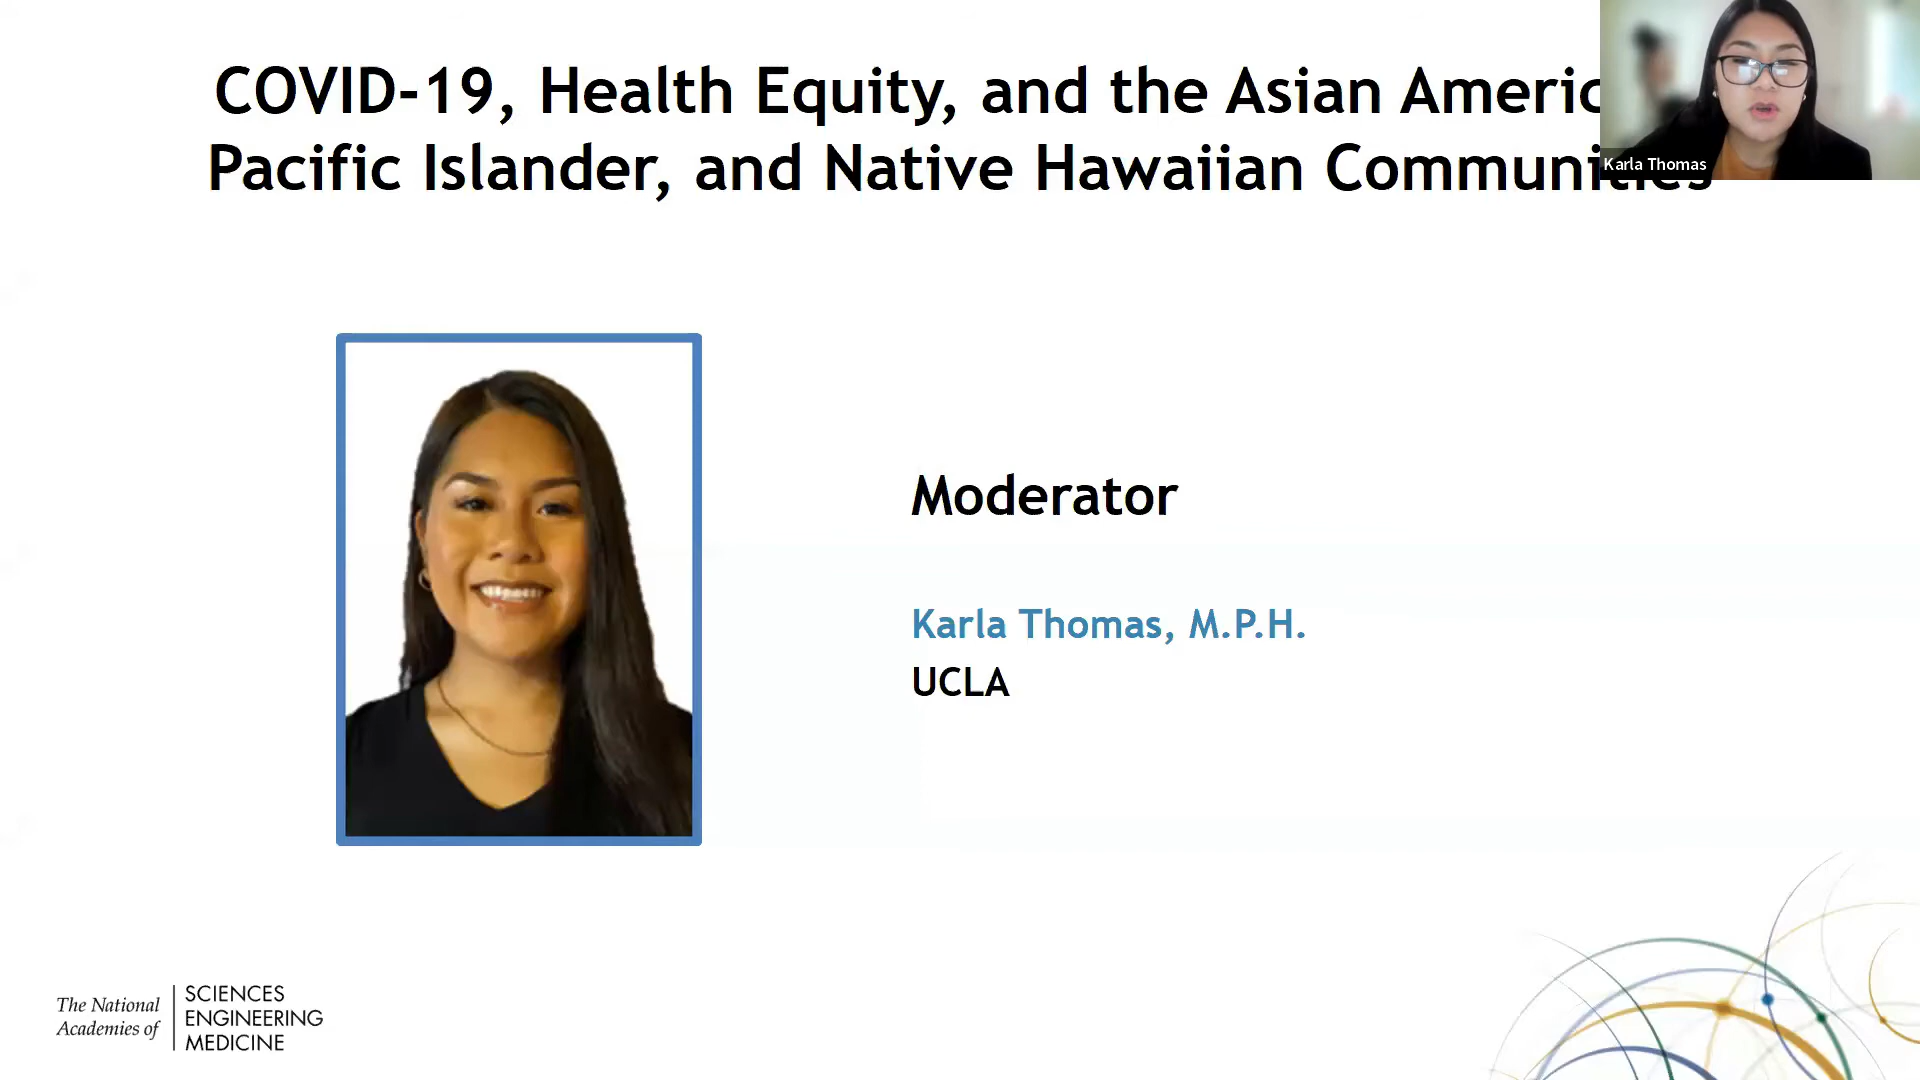 COVID-19, Health Equity, and the Asian Americ
Pacific Islander, and Native Hawaiian Communities
Karla Thomas
Moderator
Karla Thomas, M.P.H.
UCLA
The National
Academies of
SCIENCES
ENGINEERING
MEDICINE